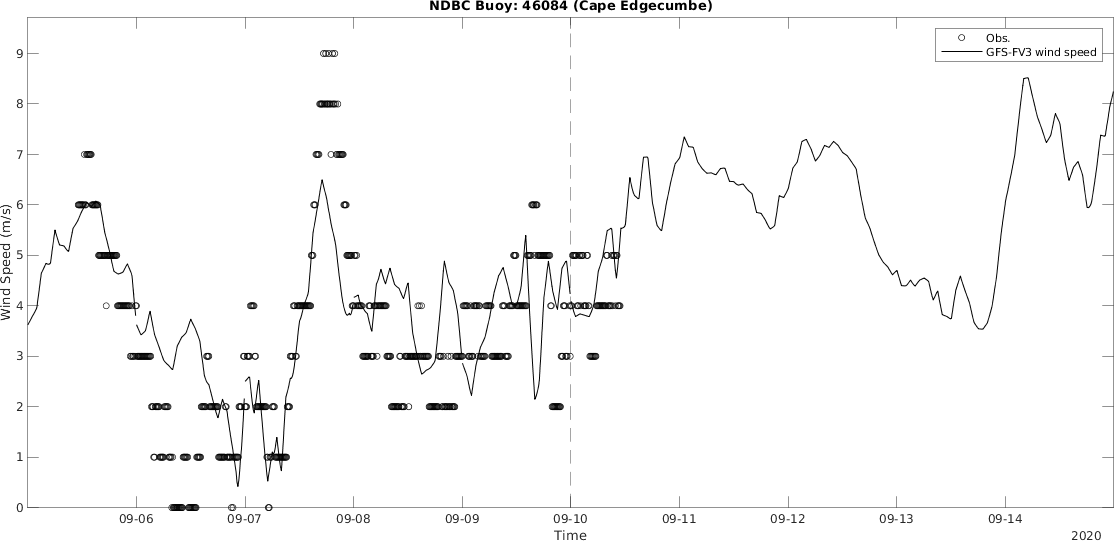 NDBC Buoy: 46084 (Cape Edgecumbe)
Obs.
GFS-FV3 wind speed
Wind Speed (m/s)
9
8
7
6
5
4
3
2
1
0
09-06 09-07 09-08 09-09 09-10 09-11 09-12 09-13 09-14
Time
2020